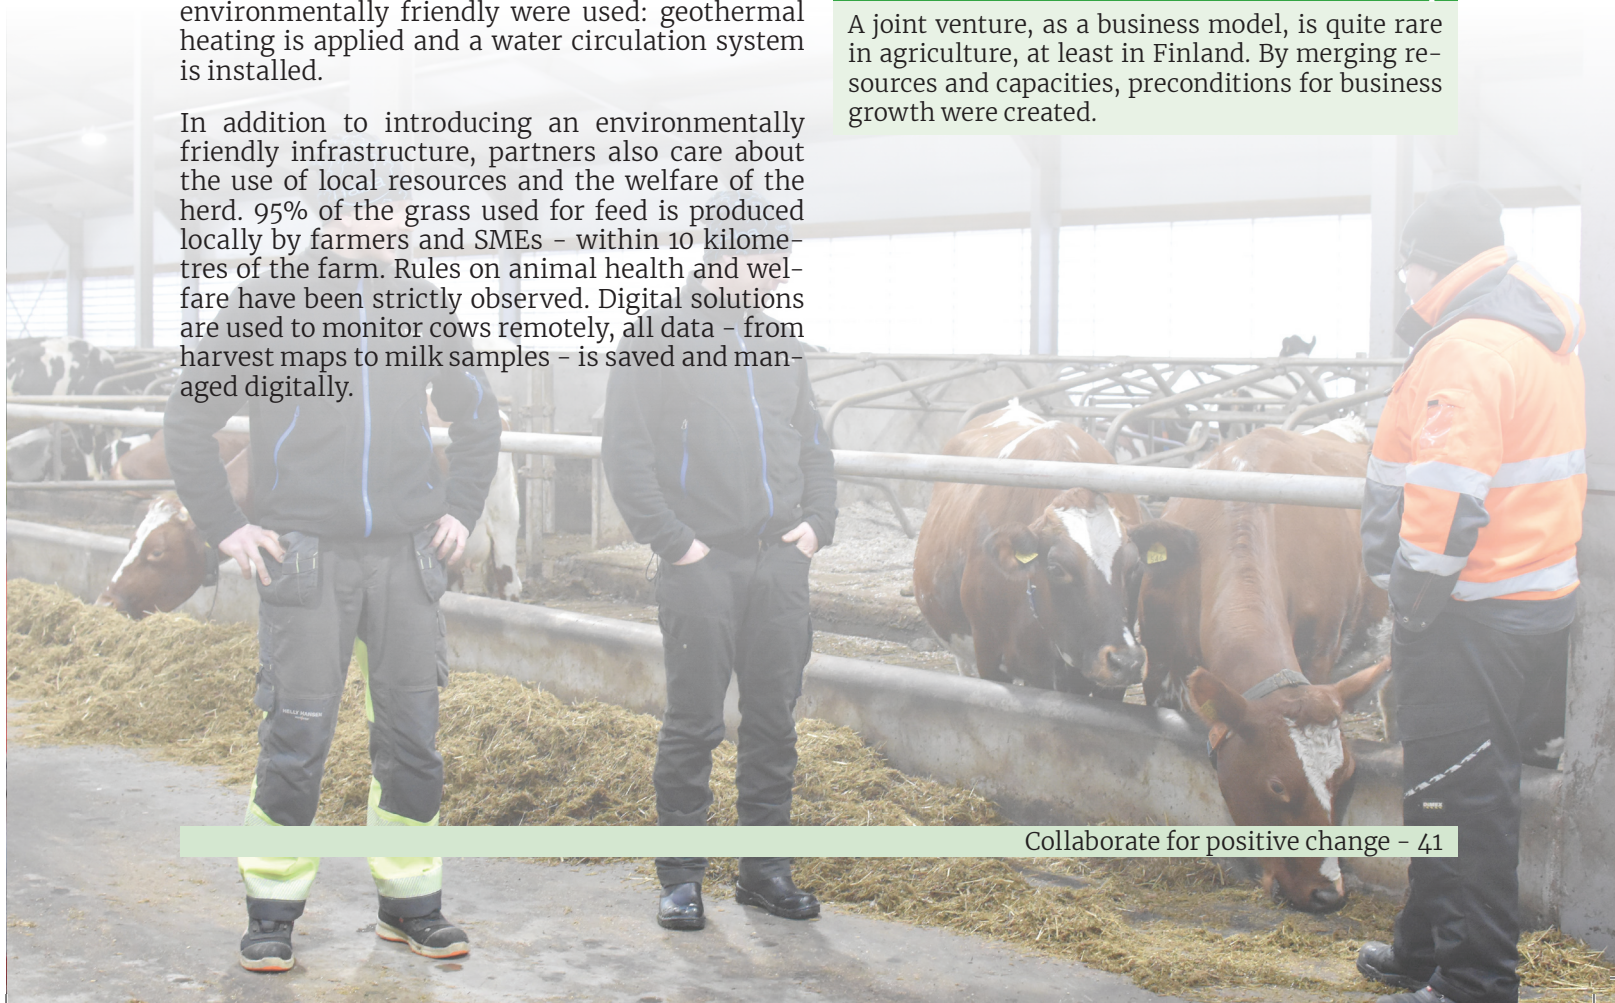 environmentally friendly were used: geothermal
heating is applied and a water circulation system
is installed.
In addition to introducing an environmentally
friendly infrastructure, partners also care about
the use of local resources and the welfare of the
herd. 95% of the grass used for feed is produced
locally by farmers and SMEs - within 10 kilome-
tres of the farm. Rules on animal health and wel-
fare have been strictly observed. Digital solutions
are used to monitor cows remotely, all data - from
harvest maps to milk samples - is saved and man-
aged digitally.
A joint venture, as a business model, is quite rare
in agriculture, at least in Finland. By merging re-
sources and capacities, preconditions for business
growth were created.
HELLY HANSEN
Collaborate for positive change - 41